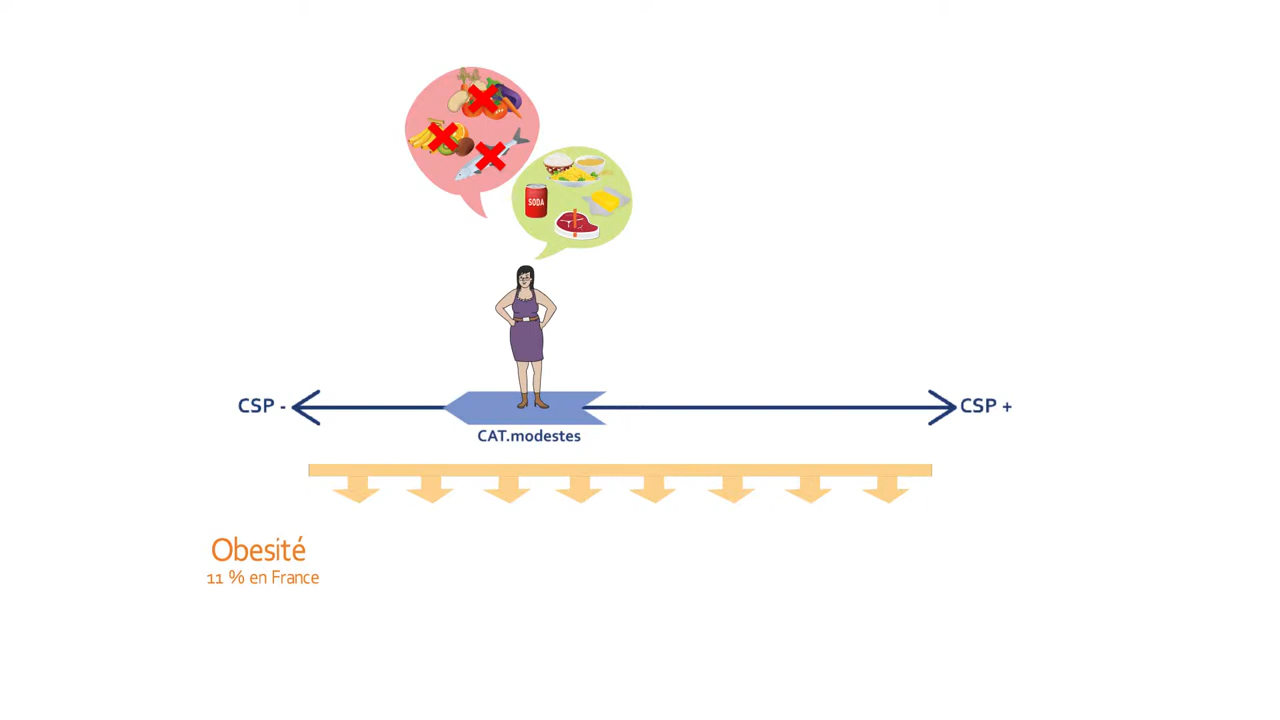 SODA
CSP -
CSP +
CAT.modestes
Obesité
11 % en France